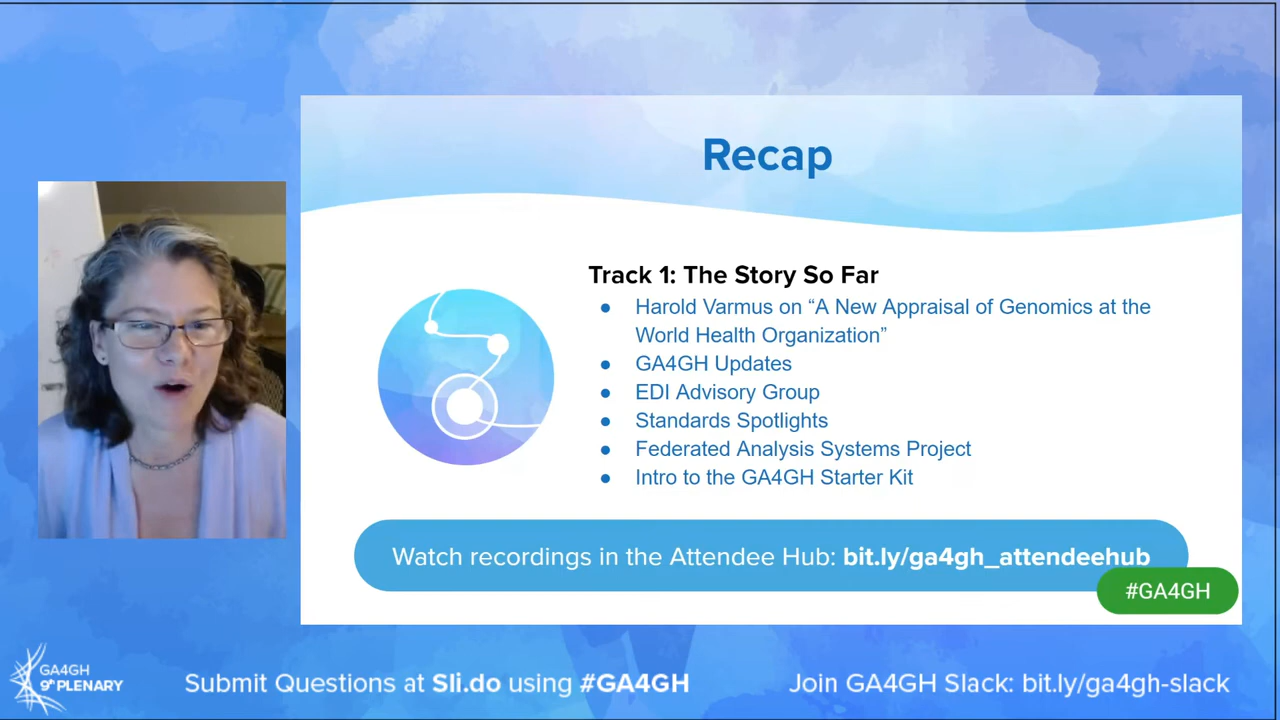 Recap
Track 1: The Story So Far
● Harold Varmus on “A New Appraisal of Genomics at the
World Health Organization”
● GA4GH Updates
● EDI Advisory Group
● Standards Spotlights
● Federated Analysis Systems Project
● Intro to the GA4GH Starter Kit
Watch recordings in the Attendee Hub: bit.ly/ga4gh_attendeehub
#GA4GH
GA4GH
9th PLENARY
Submit Questions at Sli.do using #GA4GH
Join GA4GH Slack: bit.ly/ga4gh-slack